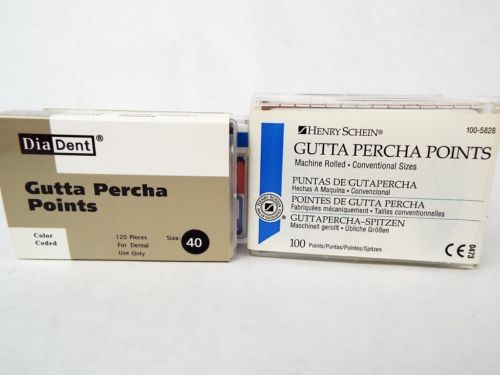 DiaDent®
Gutta Percha
Points
Color
Coded
120 Pieces
For Dental
Use Only
Size: 40
HENRY SCHEIN®
100-5828
GUTTA PERCHA POINTS
Machine Rolled • Conventional Sizes
PUNTAS DE GUTAPERCHA
Hechas A Maquina • Convencional
POINTES DE GUTTA PERCHA
Fabriquées mécaniquement • Tailles conventionnelles
GUTTAPERCHA-SPITZEN
Maschinell gerollt • Übliche Größen
100 Points/Puntas/Pointes/Spitzen
CE 0473